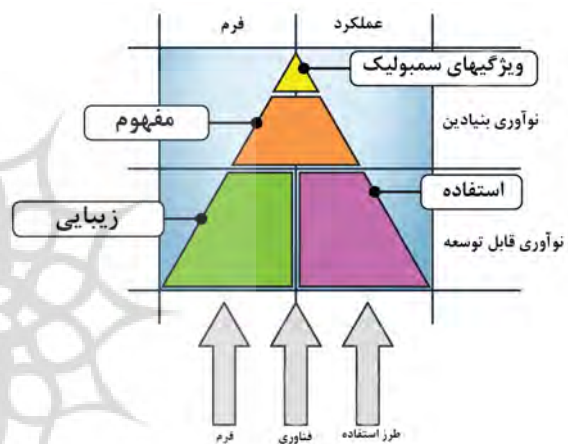 عملکرد
فرم
ویژگیهای سمبولیک
نوآوری بنیادین
مفهوم
استفاده
زیبایی
نوآوری قابل توسعه
طرز استفاده
فناوری
فرم